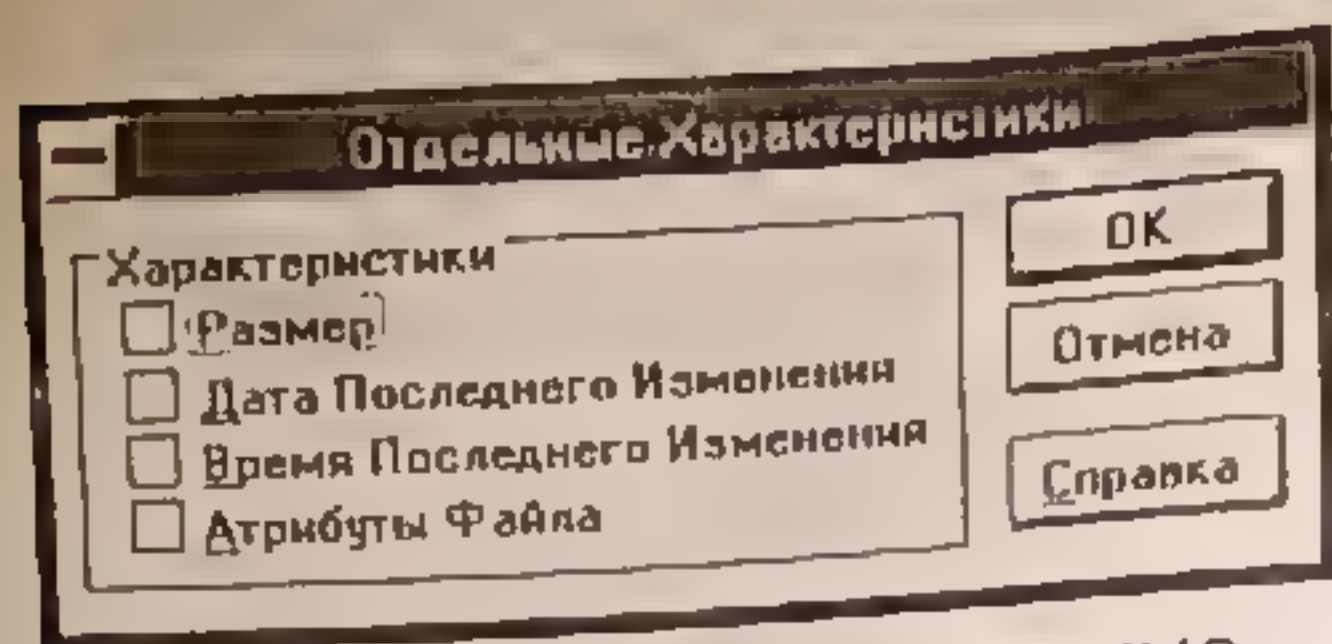 Отдельные Характеристики
Характеристики
Размер
Дата Последнего Изменения
Время Последнего Изменения
Атрибуты Файла
OK
Отмена
Справка